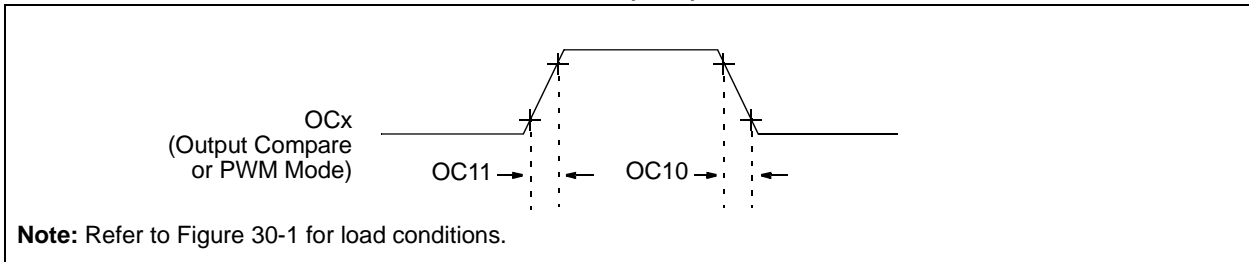 OCx
(Output Compare
or PWM Mode)
OC11
OC10
Note: Refer to Figure 30-1 for load conditions.